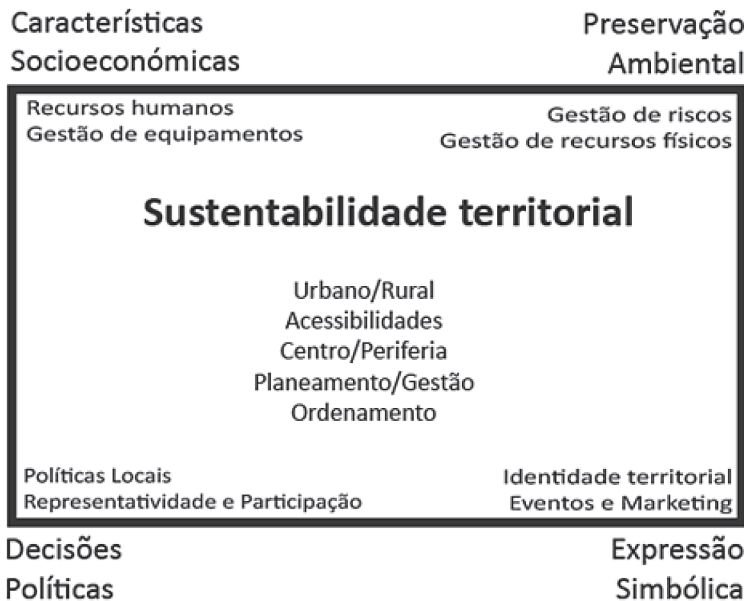 Características
Socioeconómicas
Preservação
Ambiental
Recursos humanos
Gestão de equipamentos
Gestão de riscos
Gestão de recursos físicos
Sustentabilidade territorial
Urbano/Rural
Acessibilidades
Centro/Periferia
Planeamento/Gestão
Ordenamento
Políticas Locais
Representatividade e Participação
Identidade territorial
Eventos e Marketing
Decisões
Políticas
Expressão
Simbólica